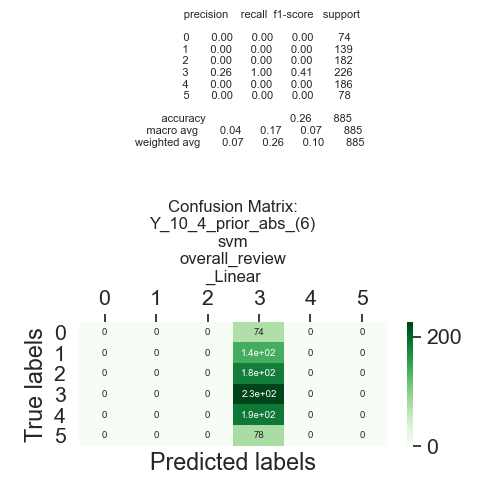 precision recall f1-score support
0 0.00 0.00 0.00 74
1 0.00 0.00 0.00 139
2 0.00 0.00 0.00 182
3 0.26 1.00 0.41 226
4 0.00 0.00 0.00 186
5 0.00 0.00 0.00 78
accuracy 0.26 885
macro avg 0.04 0.17 0.07 885
weighted avg 0.07 0.26 0.10 885
Confusion Matrix:
Y_10_4_prior_abs_(6)
svm
overall_review
_Linear
0 1 2 3 4 5
0 0 0 0 74 0 0
1 0 0 0 1.4e+02 0 0
2 0 0 0 1.8e+02 0 0
3 0 0 0 2.3e+02 0 0
4 0 0 0 1.9e+02 0 0
5 0 0 0 78 0 0
True labels
Predicted labels
200
0